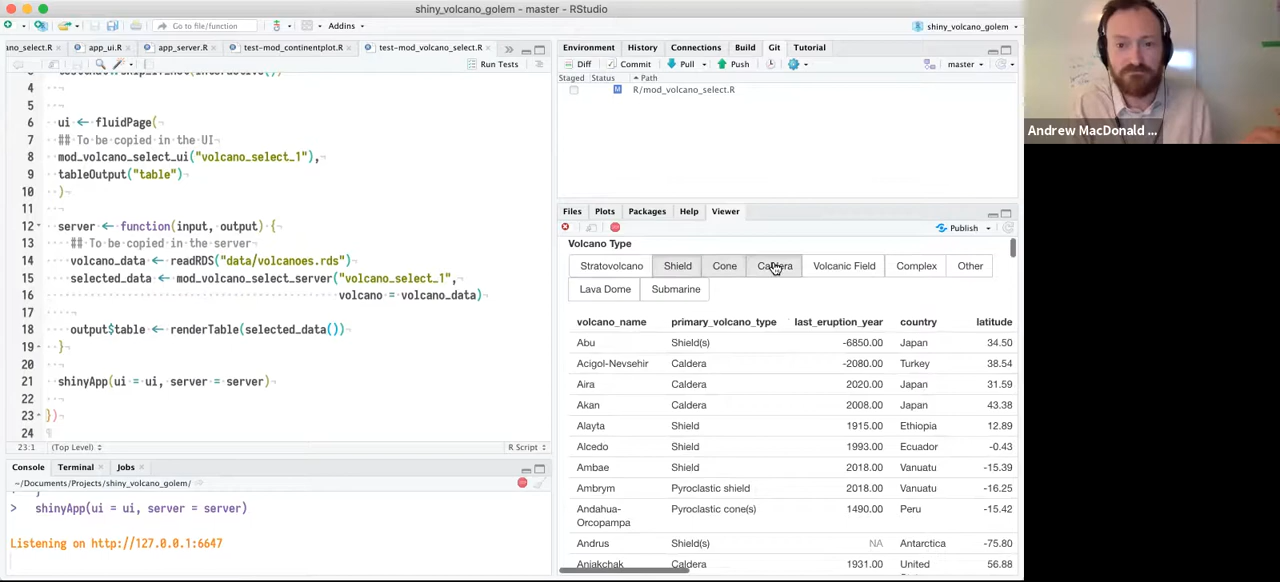 shiny_volcano_golem - master - RStudio
Go to file/function
Addins
shiny_volcano_golem
ano_select.R
app_ui.R
app_server.R
test-mod_continentplot.R
test-mod_volcano_select.R
Run Tests
4
5
6 ui <- fluidPage(
7 ## To be copied in the UI
8 mod_volcano_select_ui("volcano_select_1"),
9 tableOutput("table")
10 )
11
12 server <- function(input, output) {
13 ## To be copied in the server
14 volcano_data <- readRDS("data/volcanoes.rds")
15 selected_data <- mod_volcano_select_server("volcano_select_1",
16 volcano = volcano_data)
17
18 output$table <- renderTable(selected_data())
19 }
20
21 shinyApp(ui = ui, server = server)
22
23 })
24
23:1 (Top Level) R Script
Console Terminal Jobs
~/Documents/Projects/shiny_volcano_golem/
> shinyApp(ui = ui, server = server)
Listening on http://127.0.0.1:6647
Environment History Connections Build Git Tutorial
Diff Commit Pull Push master
Staged Status Path
M R/mod_volcano_select.R
Files Plots Packages Help Viewer
Publish
Volcano Type
Stratovolcano Shield Cone Caldera Volcanic Field Complex Other
Lava Dome Submarine
volcano_name primary_volcano_type last_eruption_year country latitude
Abu Shield(s) -6850.00 Japan 34.50
Acigol-Nevsehir Caldera -2080.00 Turkey 38.54
Aira Caldera 2020.00 Japan 31.59
Akan Caldera 2008.00 Japan 43.38
Alayta Shield 1915.00 Ethiopia 12.89
Alcedo Shield 1993.00 Ecuador -0.43
Ambae Shield 2018.00 Vanuatu -15.39
Ambrym Pyroclastic shield 2018.00 Vanuatu -16.25
Andahua- Pyroclastic cone(s) 1490.00 Peru -15.42
Orcopampa
Andrus Shield(s) NA Antarctica -75.80
Aniakchak Caldera 1931.00 United 56.88
Andrew MacDonald ...